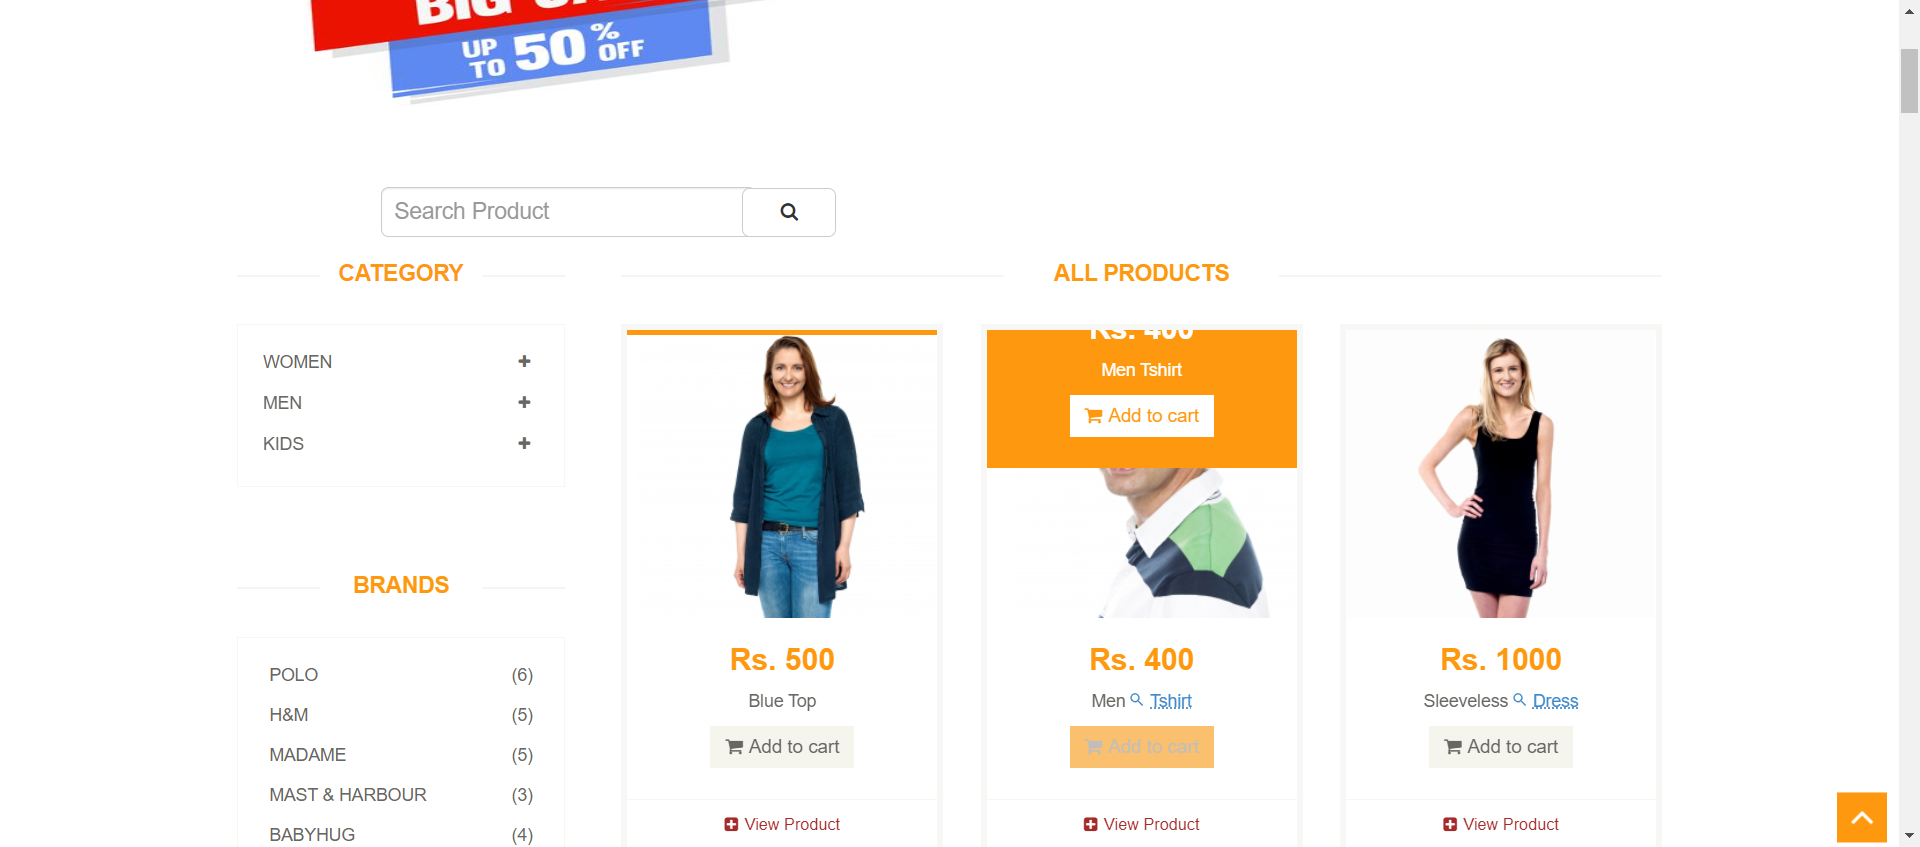 BIG
UP
TO 50% OFF
Search Product
CATEGORY
WOMEN
MEN
KIDS
BRANDS
POLO (6)
H&M (5)
MADAME (5)
MAST & HARBOUR (3)
BABYHUG (4)
ALL PRODUCTS
Rs. 500
Blue Top
Add to cart
View Product
Rs. 400
Men Tshirt
Add to cart
Rs. 400
Men Tshirt
Add to cart
View Product
Rs. 1000
Sleeveless Dress
Add to cart
View Product